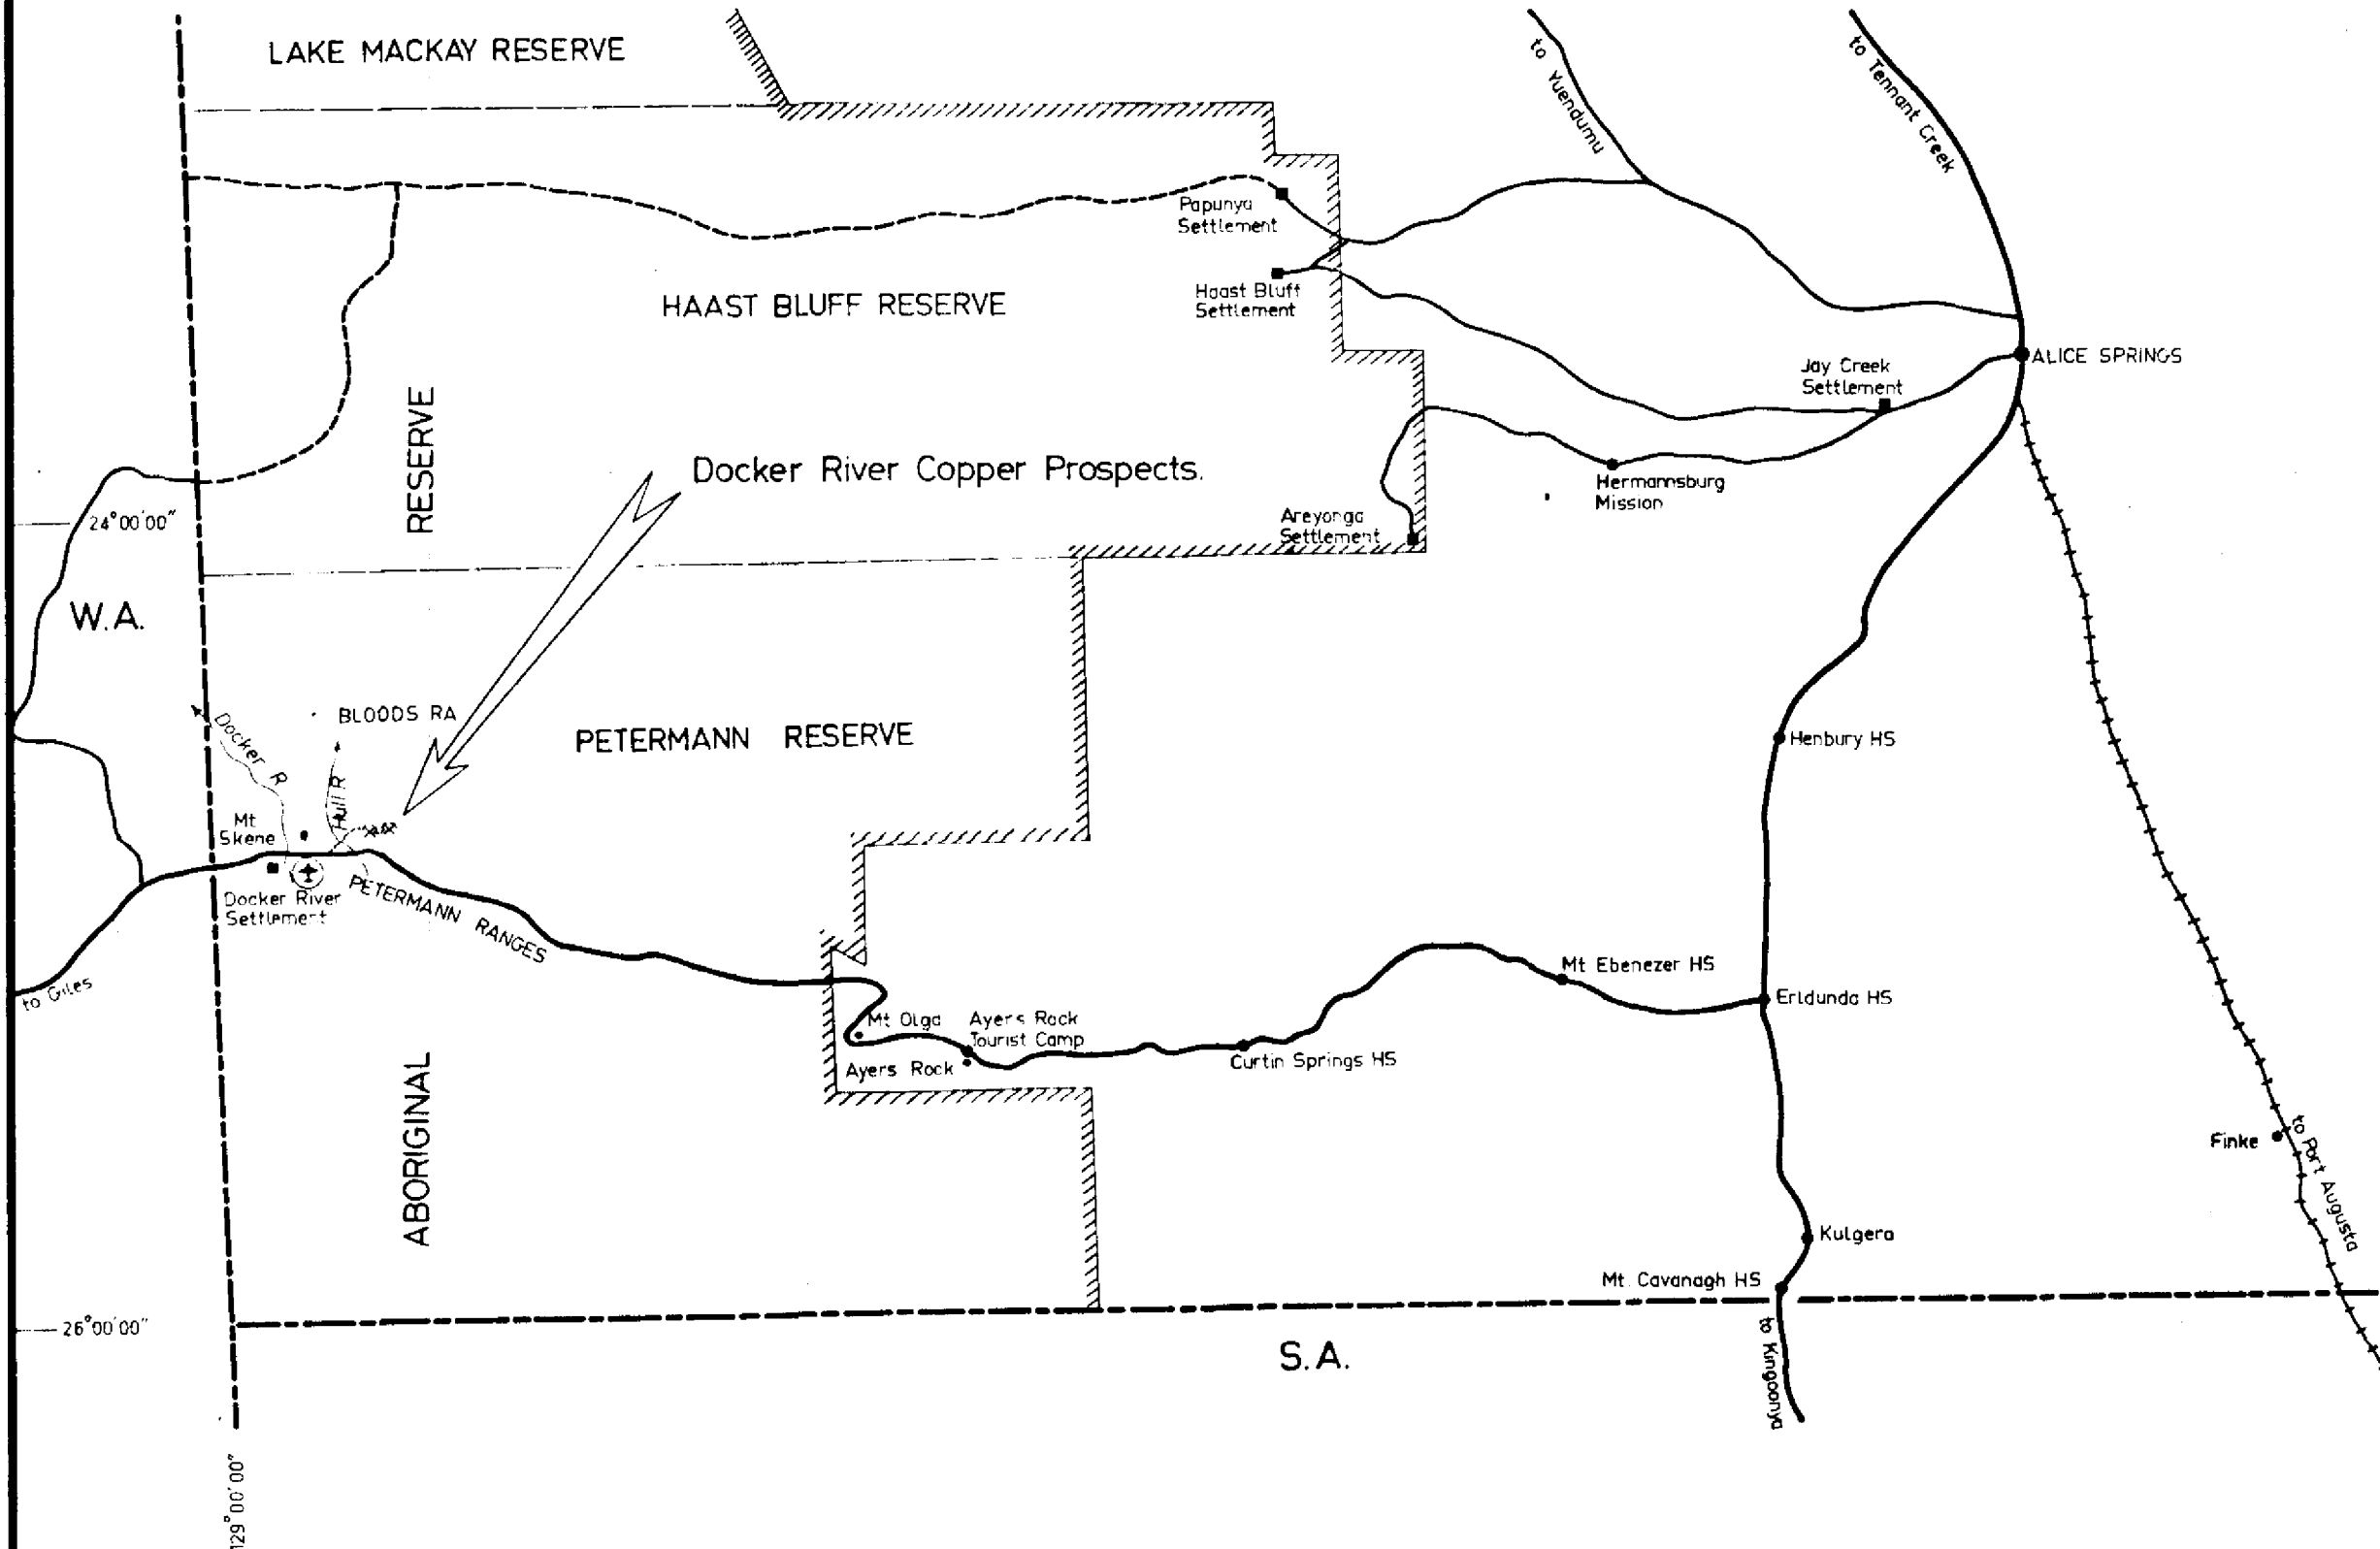 LAKE MACKAY RESERVE
to Yuendumu
to Tennant Creek
Papunya
Settlement
Haast Bluff
Settlement
HAAST BLUFF RESERVE
ALICE SPRINGS
Jay Creek
Settlement
RESERVE
Docker River Copper Prospects.
Hermannsburg
Mission
24°00'00"
Areyonga
Settlement
W.A.
BLOODS RA
Docker R
Hull R
PETERMANN RESERVE
Henbury HS
Mt
Skene
Docker River
Settlement
PETERMANN RANGES
to Giles
Mt Ebenezer HS
Erldunda HS
Mt Olga
Ayers Rock
Tourist Camp
Ayers Rock
Curtin Springs HS
ABORIGINAL
Finke
to Port Augusta
Kulgera
Mt. Cavanagh HS
26°00'00"
S.A.
to Kingoonya
129°00'00"